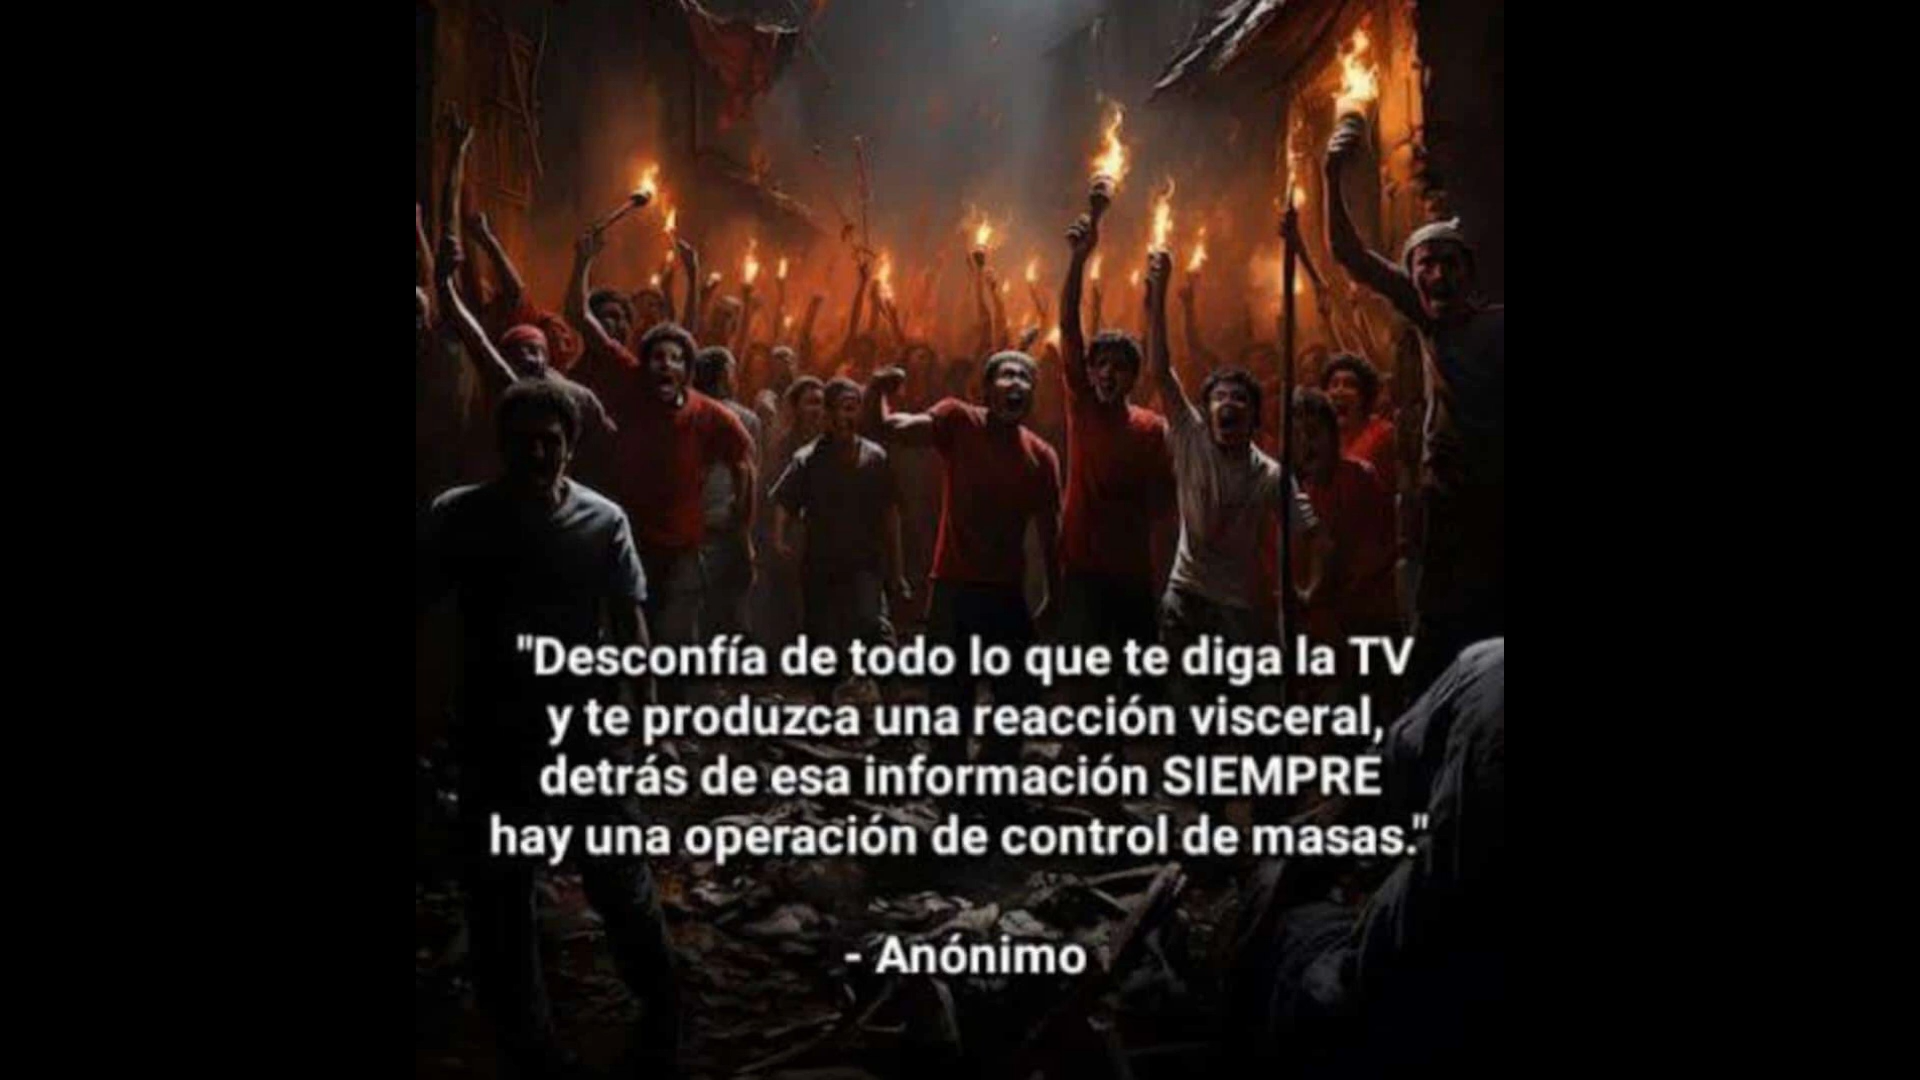 "Desconfía de todo lo que te diga la TV
y te produzca una reacción visceral,
detrás de esa información SIEMPRE
hay una operación de control de masas."
- Anónimo